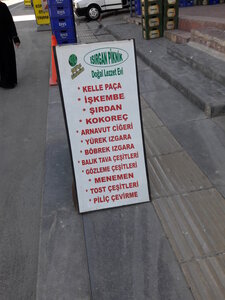 ISIRGAN PİKNİK
Doğal Lezzet Evi
* KELLE PAÇA
* İŞKEMBE
* ŞIRDAN
* KOKOREÇ
* ARNAVUT CİĞERİ
* YÜREK IZGARA
* BÖBREK IZGARA
* BALIK TAVA ÇEŞİTLERİ
* GÖZLEME ÇEŞİTLERİ
* MENEMEN
* TOST ÇEŞİTLERİ
* PİLİÇ ÇEVİRME